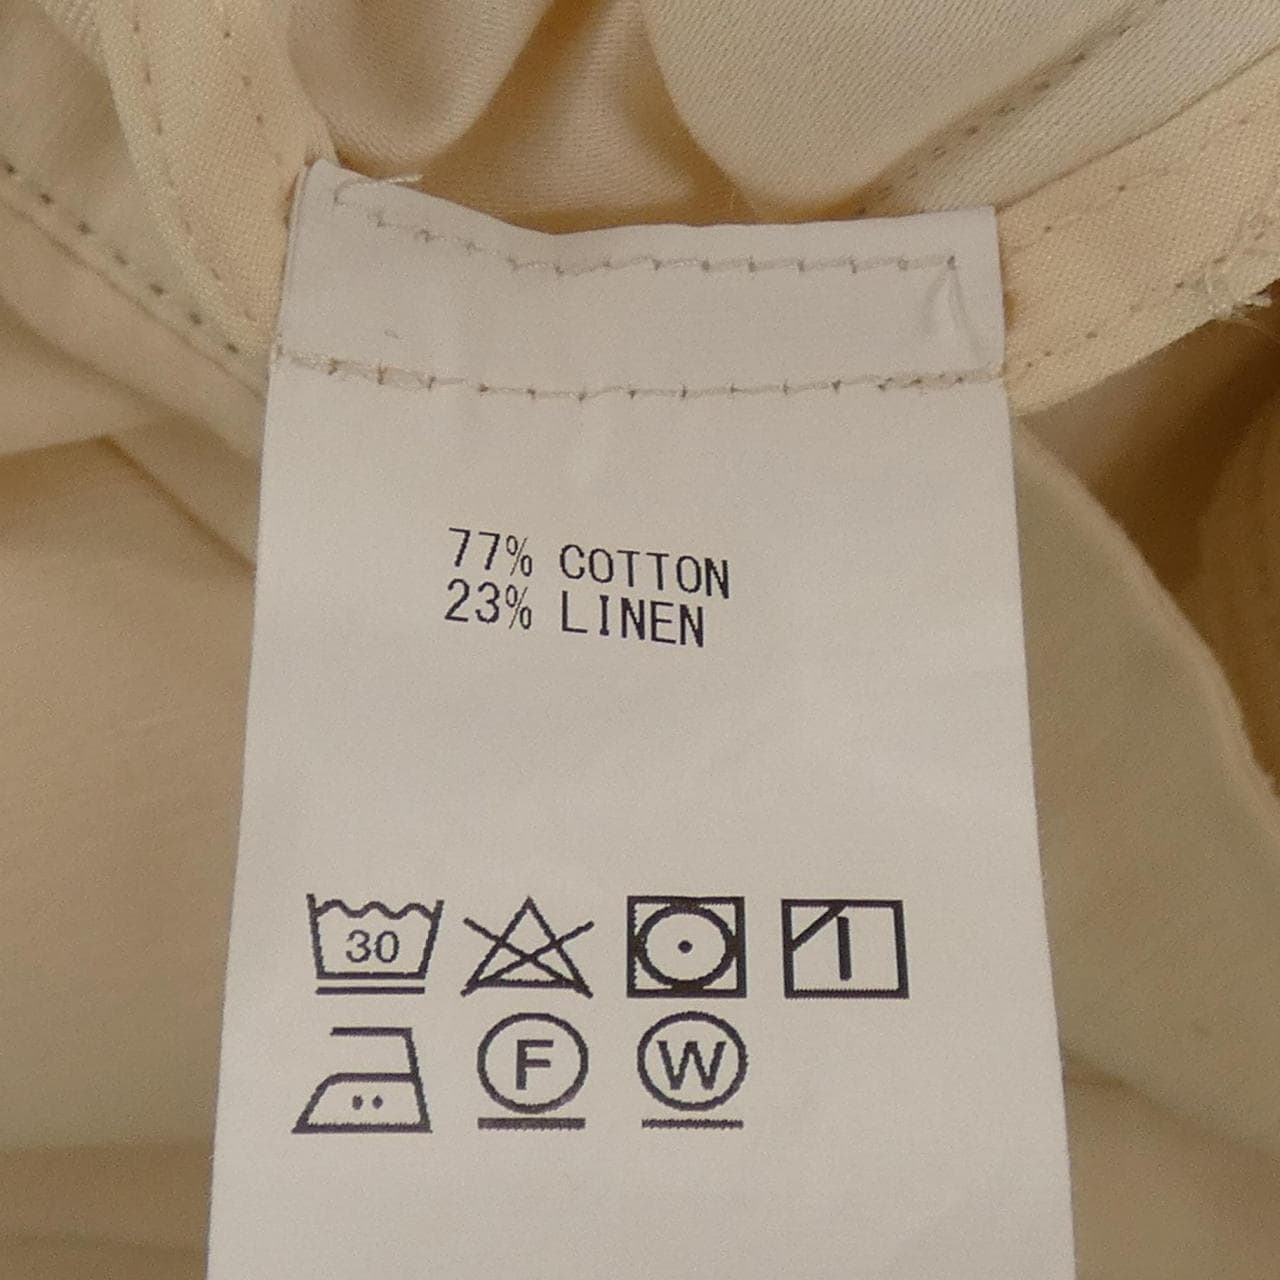 77% COTTON
23% LINEN
30
F W